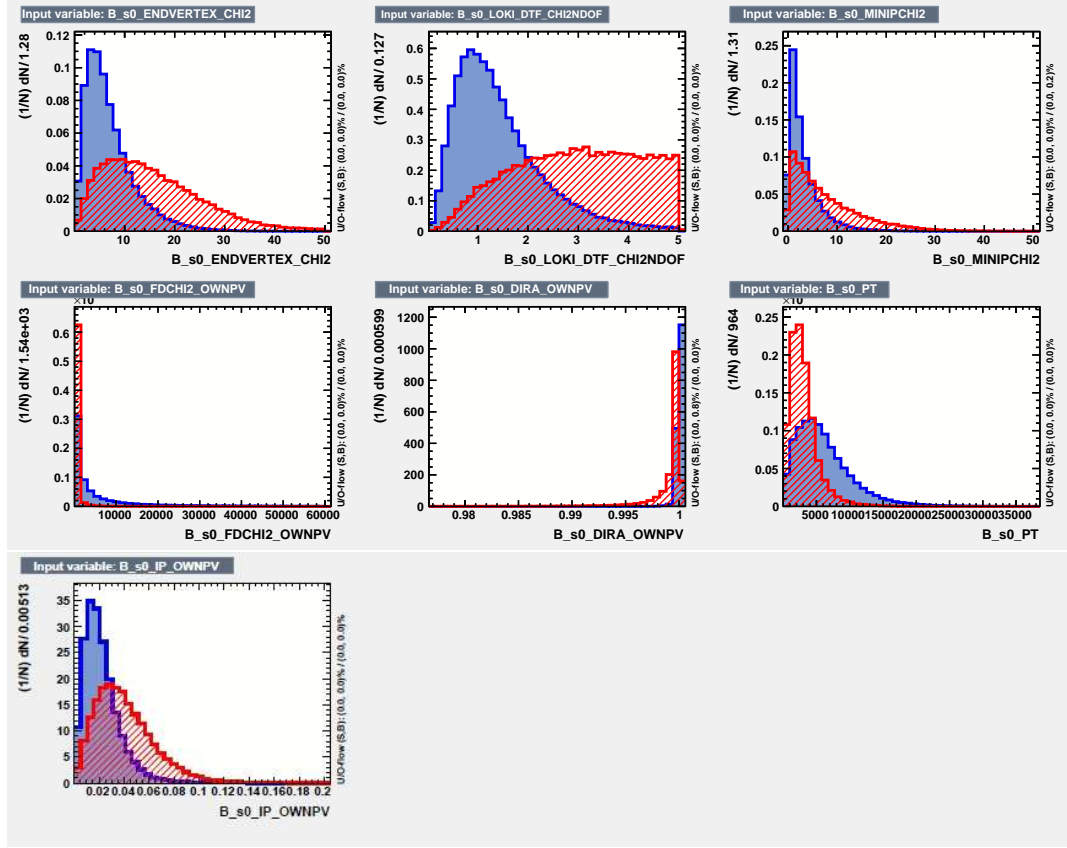 Input variable: B_s0_ENDVERTEX_CHI2
(1/N) dN/ 1.28
0.12
0.1
0.08
0.06
0.04
0.02
0
10 20 30 40 50
B_s0_ENDVERTEX_CHI2
U/O-flow (S,B): (0.0, 0.0)% / (0.0, 0.0)%
Input variable: B_s0_LOKI_DTF_CHI2NDOF
(1/N) dN/ 0.127
0.6
0.5
0.4
0.3
0.2
0.1
0
1 2 3 4 5
B_s0_LOKI_DTF_CHI2NDOF
U/O-flow (S,B): (0.0, 0.0)% / (0.0, 0.0)%
Input variable: B_s0_MINIPCHI2
(1/N) dN/ 1.31
0.25
0.2
0.15
0.1
0.05
0
0 10 20 30 40 50
B_s0_MINIPCHI2
U/O-flow (S,B): (0.0, 0.0)% / (0.0, 0.2)%
Input variable: B_s0_FDCHI2_OWNPV
(1/N) dN/ 1.54e+03
0.6
0.5
0.4
0.3
0.2
0.1
0
10000 20000 30000 40000 50000 60000
B_s0_FDCHI2_OWNPV
U/O-flow (S,B): (0.0, 0.0)% / (0.0, 0.0)%
Input variable: B_s0_DIRA_OWNPV
(1/N) dN/ 0.000599
1200
1000
800
600
400
200
0
0.98 0.985 0.99 0.995 1
B_s0_DIRA_OWNPV
U/O-flow (S,B): (0.0, 0.8)% / (0.0, 0.0)%
Input variable: B_s0_PT
(1/N) dN/ 964
0.25
0.2
0.15
0.1
0.05
0
5000 10000 15000 20000 25000 30000 35000
B_s0_PT
U/O-flow (S,B): (0.0, 0.0)% / (0.0, 0.0)%
Input variable: B_s0_IP_OWNPV
(1/N) dN/ 0.00513
35
30
25
20
15
10
5
0
0.02 0.04 0.06 0.08 0.1 0.12 0.14 0.16 0.18 0.2
B_s0_IP_OWNPV
U/O-flow (S,B): (0.0, 0.0)% / (0.0, 0.0)%